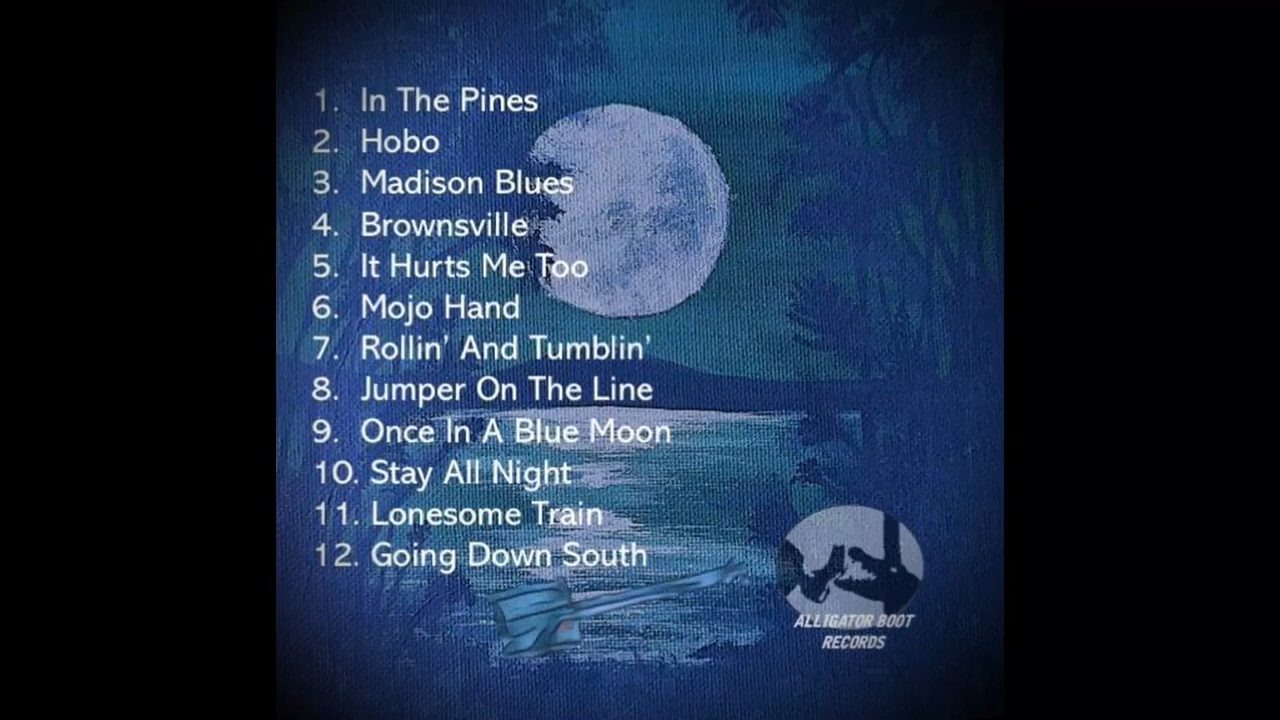 1. In The Pines
2. Hobo
3. Madison Blues
4. Brownsville
5. It Hurts Me Too
6. Mojo Hand
7. Rollin' And Tumblin'
8. Jumper On The Line
9. Once In A Blue Moon
10. Stay All Night
11. Lonesome Train
12. Going Down South
ALLIGATOR BOOT
RECORDS